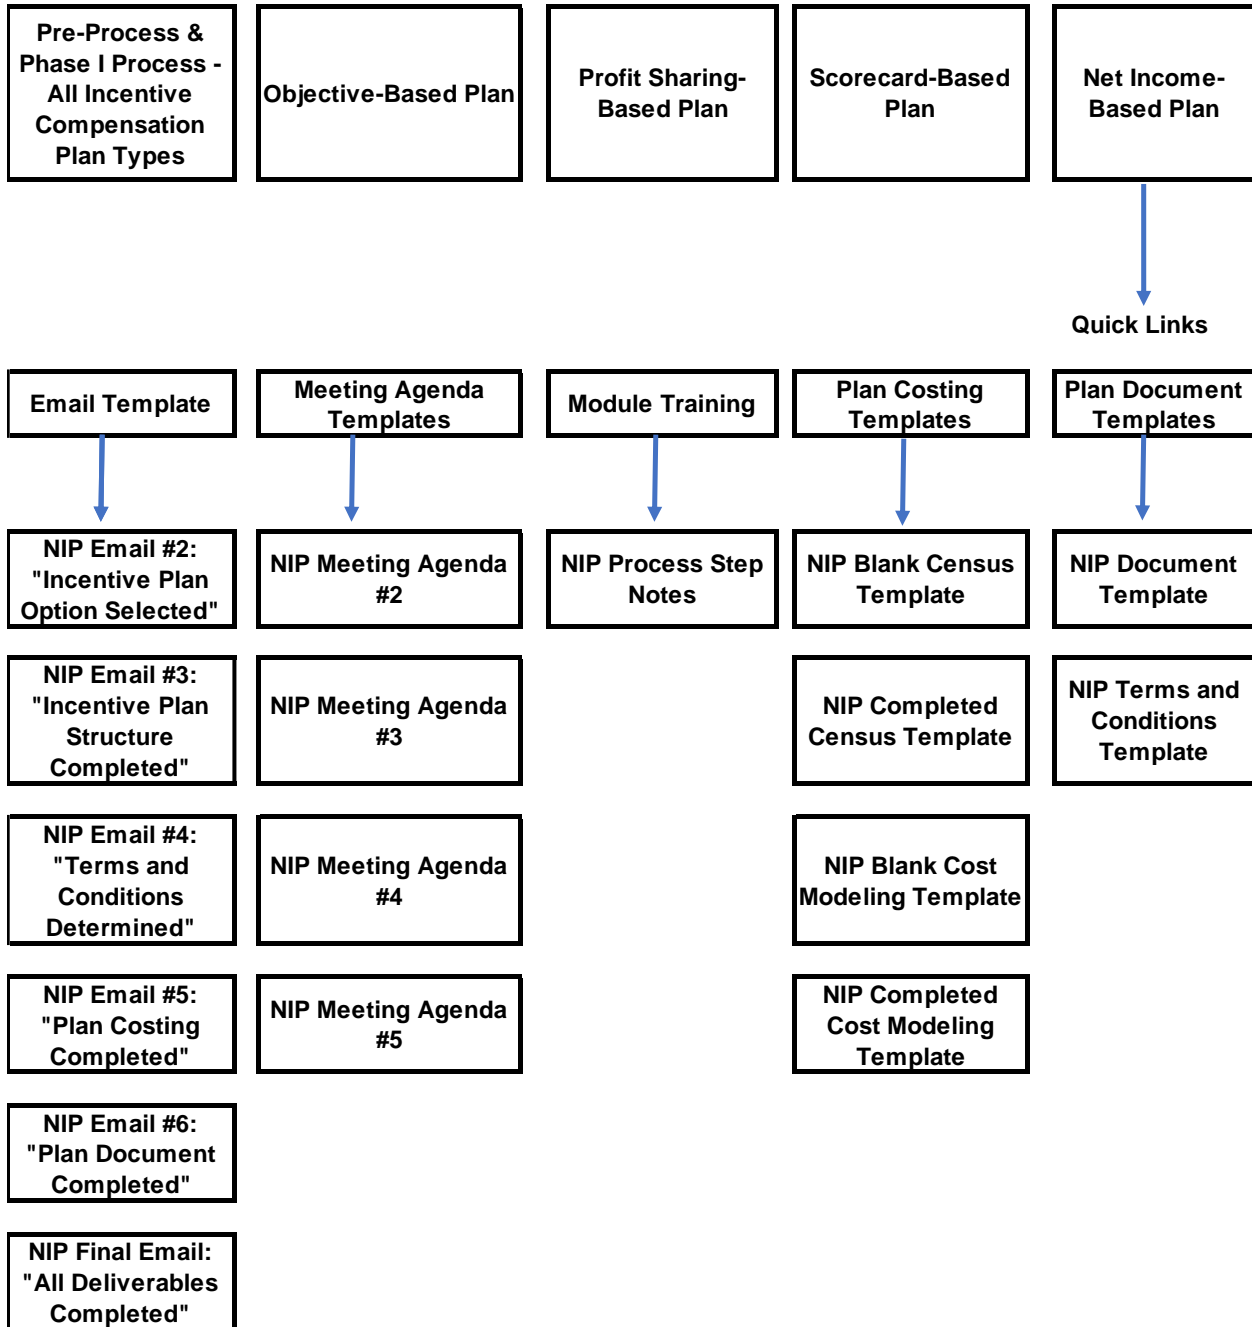 Pre-Process &
Phase I Process -
All Incentive
Compensation
Plan Types
Objective-Based Plan
Profit Sharing-
Based Plan
Scorecard-Based
Plan
Net Income-
Based Plan
Quick Links
Email Template
Meeting Agenda
Templates
Module Training
Plan Costing
Templates
Plan Document
Templates
NIP Email #2:
"Incentive Plan
Option Selected"
NIP Meeting Agenda
#2
NIP Process Step
Notes
NIP Blank Census
Template
NIP Document
Template
NIP Email #3:
"Incentive Plan
Structure
Completed"
NIP Meeting Agenda
#3
NIP Completed
Census Template
NIP Terms and
Conditions
Template
NIP Email #4:
"Terms and
Conditions
Determined"
NIP Meeting Agenda
#4
NIP Blank Cost
Modeling Template
NIP Email #5:
"Plan Costing
Completed"
NIP Meeting Agenda
#5
NIP Completed
Cost Modeling
Template
NIP Email #6:
"Plan Document
Completed"
NIP Final Email:
"All Deliverables
Completed"